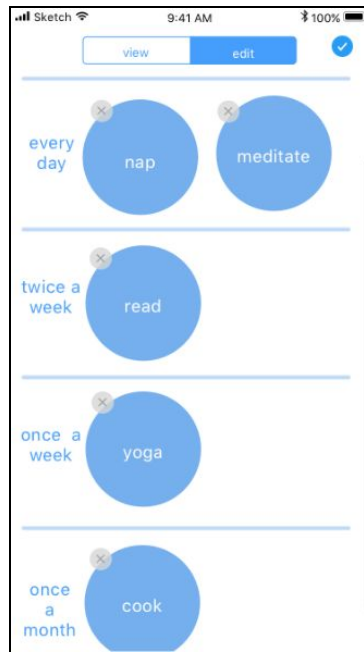 Sketch 9:41 AM 100%
view edit
every
day
nap meditate
twice a
week
read
once a
week
yoga
once
a
month
cook